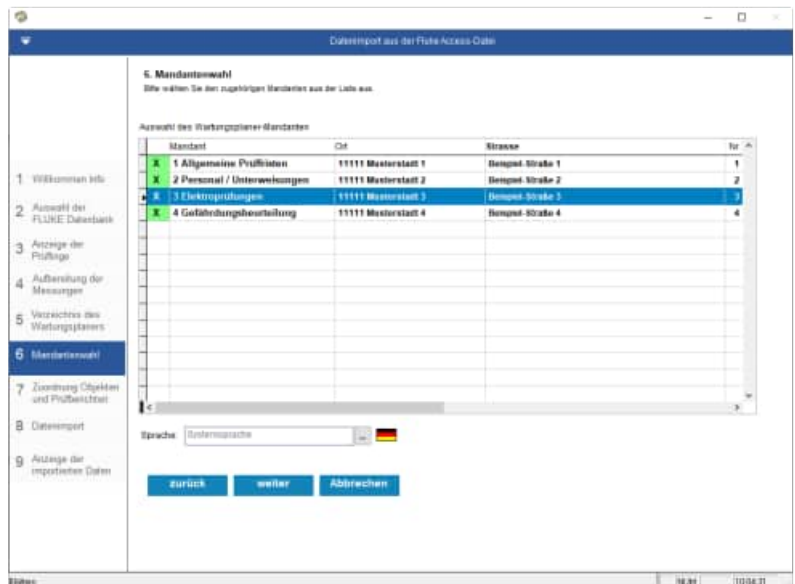 Datenimport aus der Fluke Access-Datei
6. Mandantenwahl
Bitte wählen Sie den zugehörigen Mandanten aus der Liste aus.
Auswahl des Wartungsplaner-Mandanten
Mandant Ort Strasse Nr
X 1 Allgemeine Prüffristen 11111 Musterstadt 1 Beispiel-Straße 1 1
X 2 Personal / Unterweisungen 11111 Musterstadt 2 Beispiel-Straße 2 2
X 3 Elektroprüfungen 11111 Musterstadt 3 Beispiel-Straße 3 3
X 4 Gefährdungsbeurteilung 11111 Musterstadt 4 Beispiel-Straße 4 4
1 Willkommen Info
2 Auswahl der
FLUKE Datenbank
3 Anzeige der
Prüflinge
4 Aufbereitung der
Messungen
5 Verzeichnis des
Wartungsplaners
6 Mandantenwahl
7 Zuordnung Objekten
und Prüfberichten
8 Datenimport
9 Anzeige der
importierten Daten
Sprache: Systemsprache ...
zurück weiter Abbrechen